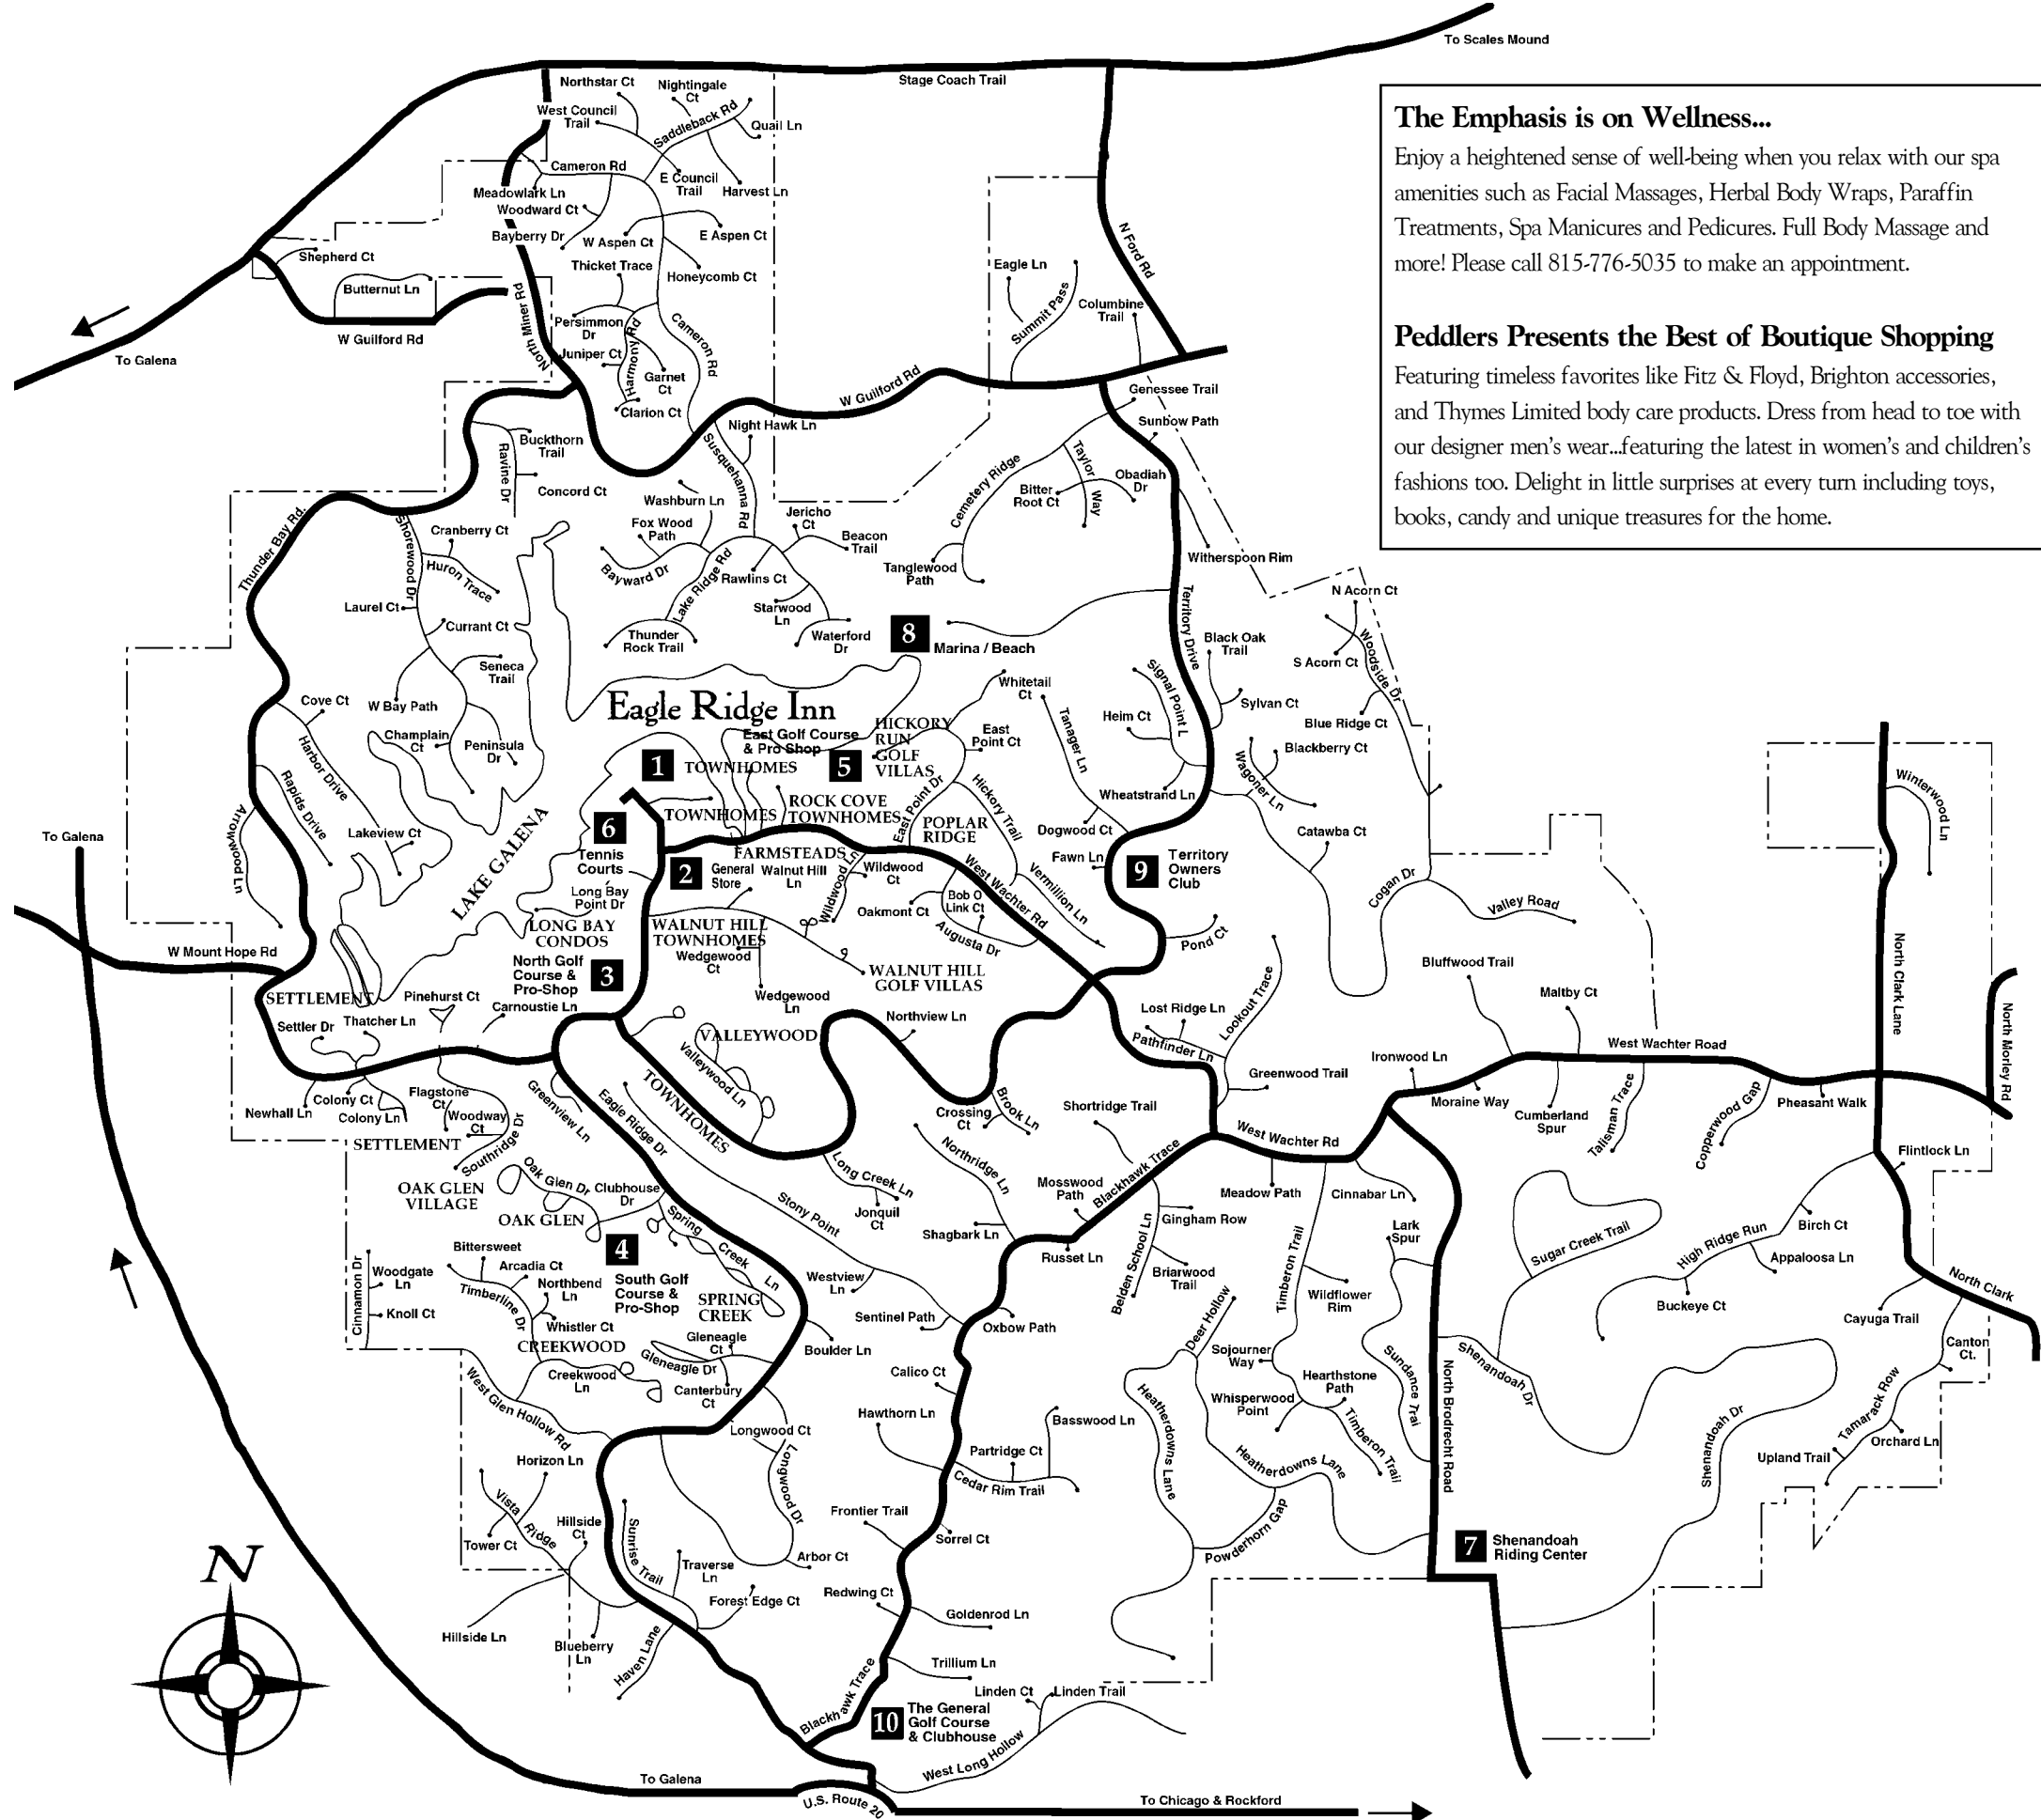 To Scales Mound
Stage Coach Trail
The Emphasis is on Wellness...
Enjoy a heightened sense of well-being when you relax with our spa
amenities such as Facial Massages, Herbal Body Wraps, Paraffin
Treatments, Spa Manicures and Pedicures. Full Body Massage and
more! Please call 815-776-5035 to make an appointment.
Peddlers Presents the Best of Boutique Shopping
Featuring timeless favorites like Fitz & Floyd, Brighton accessories,
and Thymes Limited body care products. Dress from head to toe with
our designer men's wear...featuring the latest in women's and children's
fashions too. Delight in little surprises at every turn including toys,
books, candy and unique treasures for the home.
Northstar Ct
Nightingale
Ct
West Council
Trail
Saddleback Rd
Quail Ln
Cameron Rd
E Council
Trail
Harvest Ln
Meadowlark Ln
Woodward Ct
Bayberry Dr
W Aspen Ct
E Aspen Ct
Shepherd Ct
Thicket Trace
Honeycomb Ct
Butternut Ln
North Miner Rd
Persimmon
Dr
Harmony Rd
Cameron Rd
W Guilford Rd
To Galena
Juniper Ct
Garnet
Ct
Clarion Ct
N Ford Rd
Eagle Ln
Summit Pass
Columbine
Trail
W Guilford Rd
Genessee Trail
Sunbow Path
Night Hawk Ln
Susquehanna Rd
Buckthorn
Trail
Ravine Dr
Concord Ct
Washburn Ln
Cemetery Ridge
Taylor
Way
Bitter
Root Ct
Obadiah
Dr
Thunder Bay Rd.
Shorewood Dr
Cranberry Ct
Huron Trace
Fox Wood
Path
Jericho
Ct
Beacon
Trail
Bayward Dr
Lake Ridge Rd
Rawlins Ct
Tanglewood
Path
Witherspoon Rim
Laurel Ct
Currant Ct
Starwood
Ln
Thunder
Rock Trail
Waterford
Dr
8
Marina / Beach
Territory Drive
N Acorn Ct
Black Oak
Trail
S Acorn Ct
Woodside Dr
Seneca
Trail
Signal Point L
Sylvan Ct
Blue Ridge Ct
Cove Ct
W Bay Path
Eagle Ridge Inn
Whitetail
Ct
Tanager Ln
Heim Ct
Champlain
Ct
Peninsula
Dr
East Golf Course
& Pro Shop
HICKORY
RUN
GOLF
VILLAS
East
Point Ct
Blackberry Ct
Wagoner Ln
Harbor Drive
Rapids Drive
1
TOWNHOMES
5
Wheatstrand Ln
Winterwood Ln
TOWNHOMES
ROCK COVE
TOWNHOMES
East Point Dr
Hickory Trail
POPLAR
RIDGE
Dogwood Ct
Catawba Ct
To Galena
Arrowwood Ln
Lakeview Ct
LAKE GALENA
6
Tennis
Courts
FARMSTEADS
2
General
Store
Walnut Hill
Ln
Wildwood Ln
Wildwood
Ct
West Wachter Rd
Fawn Ln
9
Territory
Owners
Club
Vermillion Ln
Cogan Dr
Valley Road
Long Bay
Point Dr
Oakmont Ct
Bob O
Link Ct
Augusta Dr
Pond Ct
LONG BAY
CONDOS
WALNUT HILL
TOWNHOMES
Wedgewood
Ct
W Mount Hope Rd
North Golf
Course &
Pro-Shop
3
WALNUT HILL
GOLF VILLAS
Wedgewood
Ln
Bluffwood Trail
North Clark Lane
SETTLEMENT
Pinehurst Ct
Carnoustie Ln
Settler Dr
Thatcher Ln
VALLEYWOOD
Valleywood Ln
Northview Ln
Lost Ridge Ln
Pathfinder Ln
Lookout Trace
Maltby Ct
North Morley Rd
Ironwood Ln
West Wachter Road
Greenwood Trail
TOWNHOMES
Newhall Ln
Colony Ct
Colony Ln
Flagstone
Ct
Woodway
Ct
Greenview Ln
Eagle Ridge Dr
Crossing
Ct
Brook Ln
Shortridge Trail
Moraine Way
Cumberland
Spur
Talisman Trace
Copperwood Gap
Pheasant Walk
SETTLEMENT
Southridge Dr
West Wachter Rd
Flintlock Ln
OAK GLEN
VILLAGE
Oak Glen Dr
Clubhouse
Dr
OAK GLEN
Long Creek Ln
Jonquil
Ct
Northridge Ln
Mosswood
Path
Blackhawk Trace
Meadow Path
Cinnabar Ln
Stony Point
Spring
Creek
Ln
Shagbark Ln
Russet Ln
Gingham Row
Belden School Ln
Briarwood
Trail
Timberon Trail
Lark
Spur
Sugar Creek Trail
High Ridge Run
Birch Ct
Appaloosa Ln
Cinnamon Dr
Woodgate
Ln
Knoll Ct
Bittersweet
Arcadia Ct
Northbend
Ln
Timberline Dr
Whistler Ct
4
South Golf
Course &
Pro-Shop
SPRING
CREEK
Westview
Ln
Sentinel Path
Oxbow Path
Wildflower
Rim
Buckeye Ct
North Clark
Cayuga Trail
Canton
Ct.
CREEKWOOD
Creekwood
Ln
Gleneagle
Ct
Gleneagle Dr
Canterbury
Ct
Boulder Ln
Calico Ct
Deer Hollow
Sojourner
Way
Hearthstone
Path
Whisperwood
Point
Timberon Trail
Sundance Trai
North Brodrecht Road
Shenandoah Dr
Tamarack Row
Orchard Ln
Upland Trail
West Glen Hollow Rd
Hawthorn Ln
Basswood Ln
Partridge Ct
Cedar Rim Trail
Heatherdowns Lane
Heatherdowns Lane
Shenandoah Dr
Longwood Ct
Longwood Dr
Horizon Ln
Vista
Ridge
Tower Ct
Hillside
Ct
Sunrise Trail
Traverse
Ln
Forest Edge Ct
Arbor Ct
Frontier Trail
Sorrel Ct
Powderhorn Gap
7
Shenandoah
Riding Center
N
Redwing Ct
Goldenrod Ln
Hillside Ln
Blueberry
Ln
Haven Lane
Blackhawk Trace
Trillium Ln
Linden Ct
Linden Trail
10
The General
Golf Course
& Clubhouse
West Long Hollow
To Galena
U.S. Route 20
To Chicago & Rockford